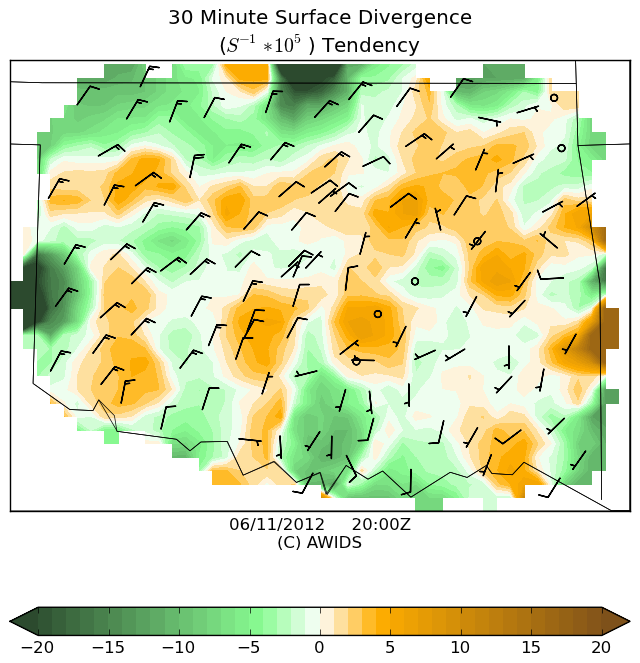 30 Minute Surface Divergence
(S⁻¹ * 10⁵ ) Tendency
06/11/2012 20:00Z
(C) AWIDS
−20 −15 −10 −5 0 5 10 15 20